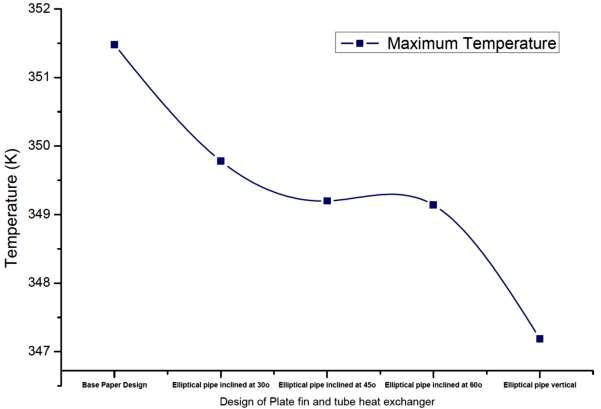 352
351
350
349
348
347
Temperature (K)
Maximum Temperature
Base Paper Design
Elliptical pipe inclined at 30o
Elliptical pipe inclined at 45o
Elliptical pipe inclined at 60o
Elliptical pipe vertical
Design of Plate fin and tube heat exchanger